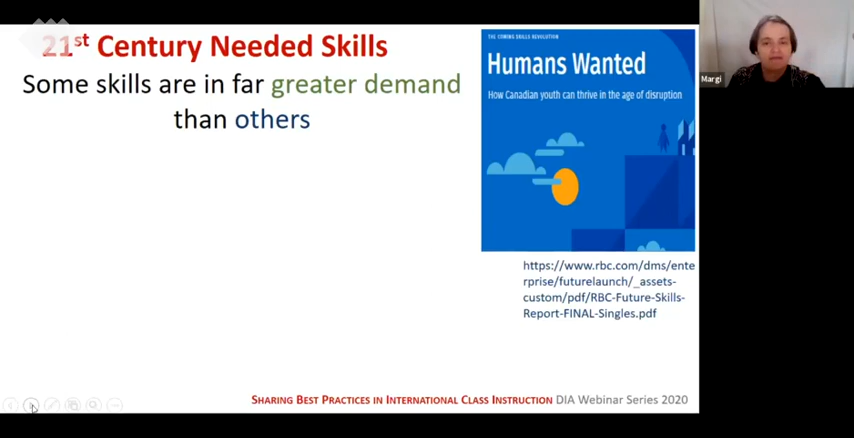 21st Century Needed Skills
Some skills are in far greater demand
than others
THE COMING SKILLS REVOLUTION
Humans Wanted
How Canadian youth can thrive in the age of disruption
https://www.rbc.com/dms/ente
rprise/futurelaunch/_assets-
custom/pdf/RBC-Future-Skills-
Report-FINAL-Singles.pdf
SHARING BEST PRACTICES IN INTERNATIONAL CLASS INSTRUCTION DIA Webinar Series 2020
Margi